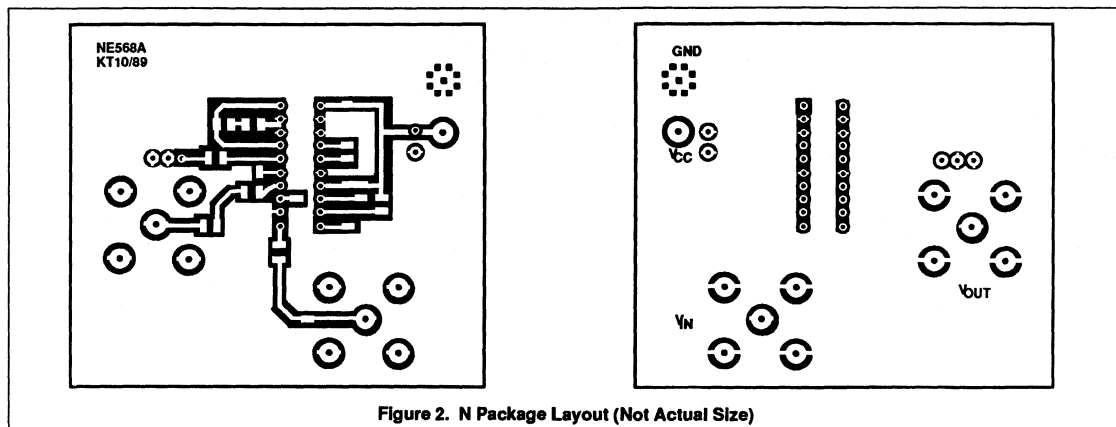 NE568A
KT10/89
GND
VCC
VOUT
VIN
Figure 2. N Package Layout (Not Actual Size)